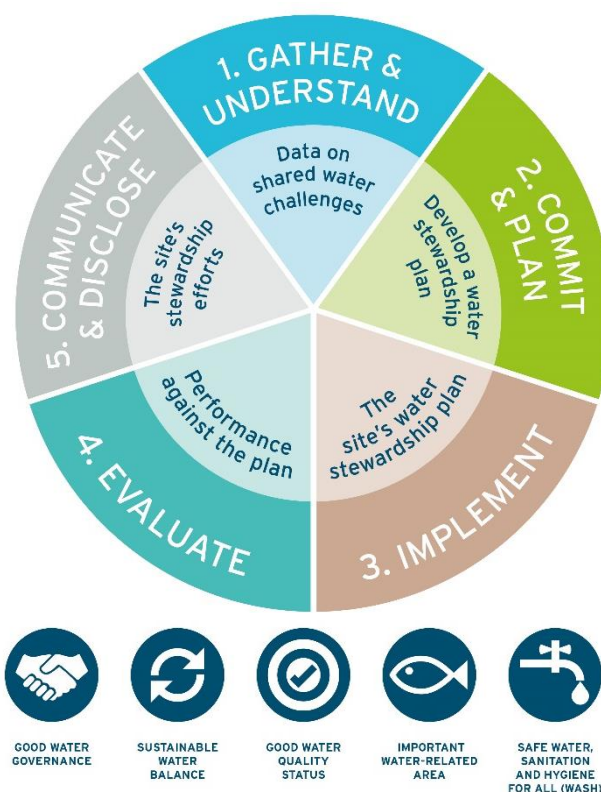 1. GATHER &
UNDERSTAND
Data on
shared water
challenges
2. COMMIT
& PLAN
Develop a water
stewardship
plan
3. IMPLEMENT
The
site's water
stewardship plan
4. EVALUATE
Performance
against the plan
5. COMMUNICATE
& DISCLOSE
The site's
stewardship
efforts
GOOD WATER
GOVERNANCE
SUSTAINABLE
WATER
BALANCE
GOOD WATER
QUALITY
STATUS
IMPORTANT
WATER-RELATED
AREA
SAFE WATER,
SANITATION
AND HYGIENE
FOR ALL (WASH)